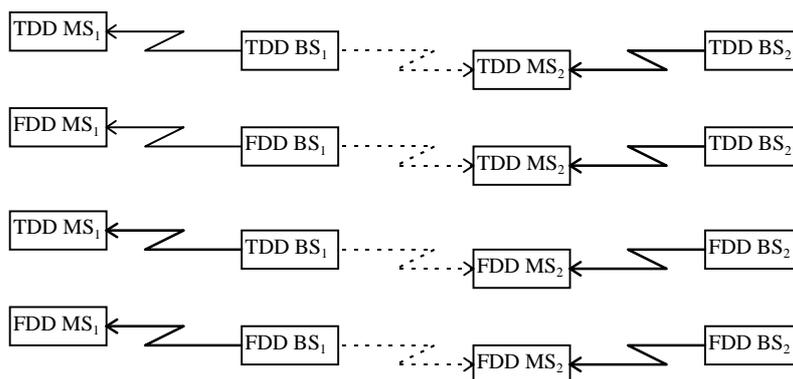 TDD MS₁ TDD BS₁ TDD MS₂ TDD BS₂
FDD MS₁ FDD BS₁ TDD MS₂ TDD BS₂
TDD MS₁ TDD BS₁ FDD MS₂ FDD BS₂
FDD MS₁ FDD BS₁ FDD MS₂ FDD BS₂